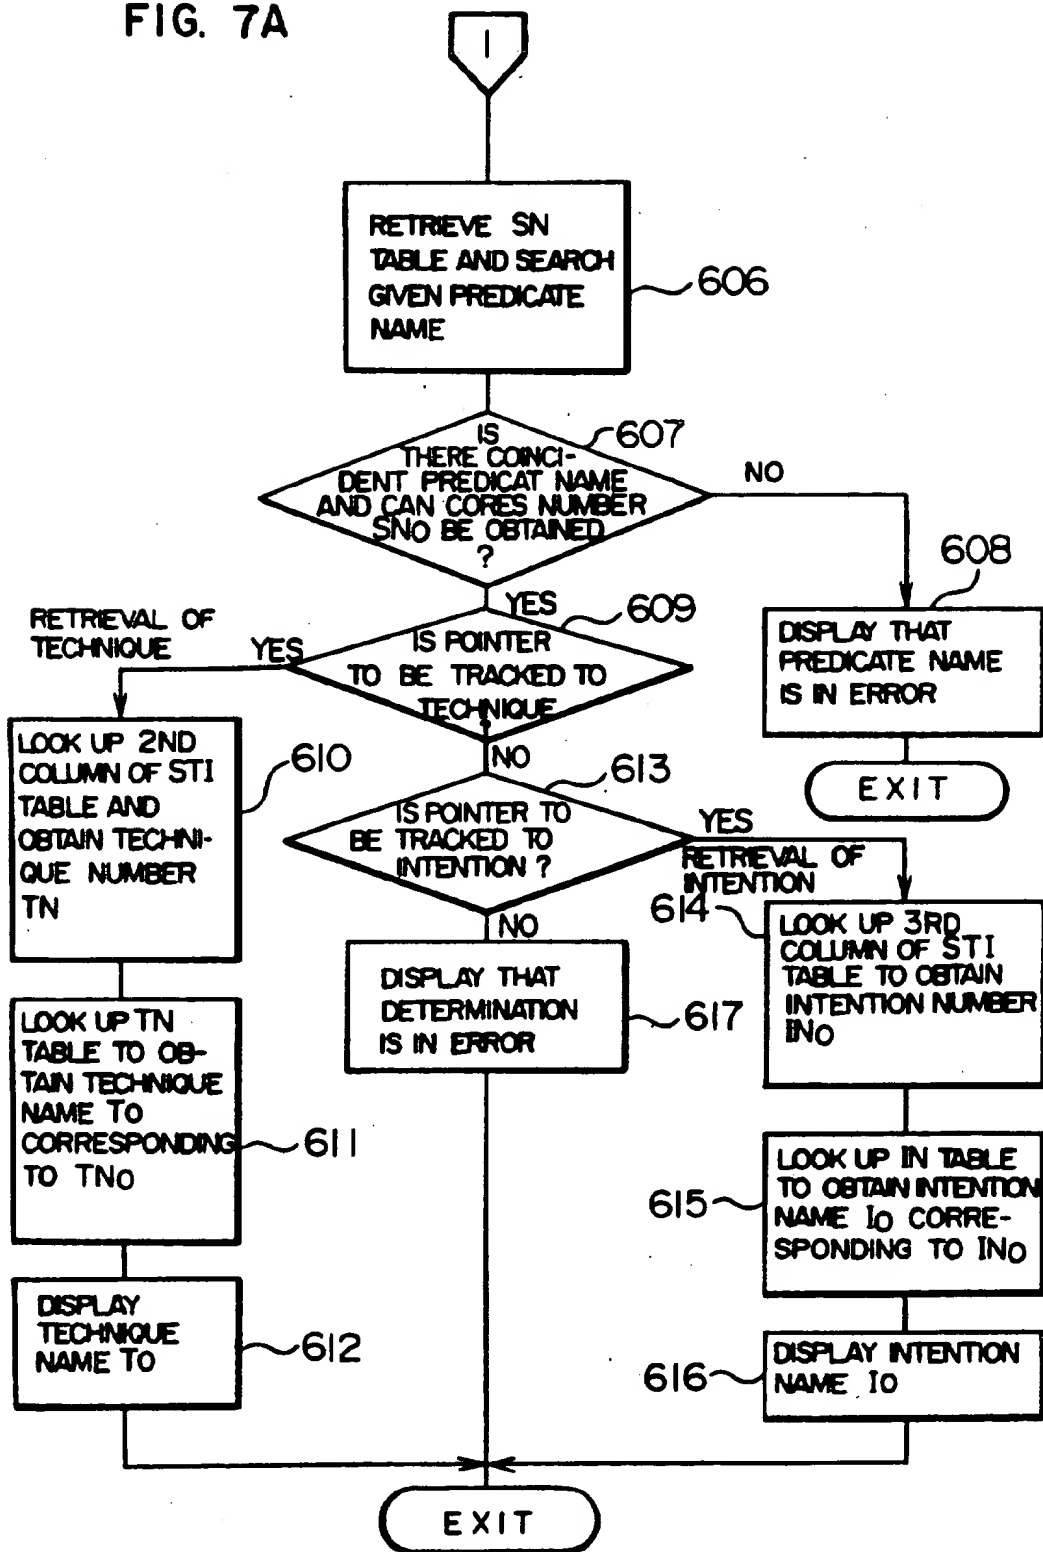 FIG. 7A
I
RETRIEVE SN
TABLE AND SEARCH
GIVEN PREDICATE
NAME
606
IS
THERE COINCI-
DENT PREDICAT NAME
AND CAN CORES NUMBER
SNO BE OBTAINED
?
607
NO
608
DISPLAY THAT
PREDICATE NAME
IS IN ERROR
EXIT
YES
609
IS POINTER
TO BE TRACKED TO
TECHNIQUE
?
RETRIEVAL OF
TECHNIQUE
YES
LOOK UP 2ND
COLUMN OF STI
TABLE AND
OBTAIN TECHNI-
QUE NUMBER
TN
610
LOOK UP TN
TABLE TO OB-
TAIN TECHNIQUE
NAME TO
CORRESPONDING
TO TNO
611
DISPLAY
TECHNIQUE
NAME TO
612
NO
613
IS POINTER TO
BE TRACKED TO
INTENTION ?
YES
RETRIEVAL OF
INTENTION
614
LOOK UP 3RD
COLUMN OF STI
TABLE TO OBTAIN
INTENTION NUMBER
INO
NO
DISPLAY THAT
DETERMINATION
IS IN ERROR
617
615
LOOK UP IN TABLE
TO OBTAIN INTENTION
NAME IO CORRE-
SPONDING TO INO
616
DISPLAY INTENTION
NAME IO
EXIT